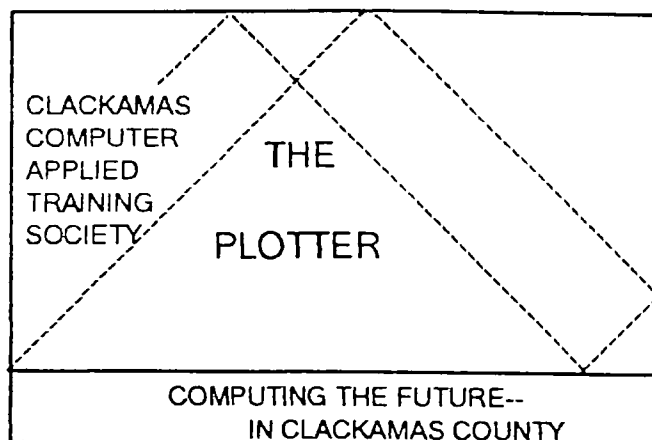 CLACKAMAS
COMPUTER
APPLIED
TRAINING
SOCIETY
THE
PLOTTER
COMPUTING THE FUTURE--
IN CLACKAMAS COUNTY